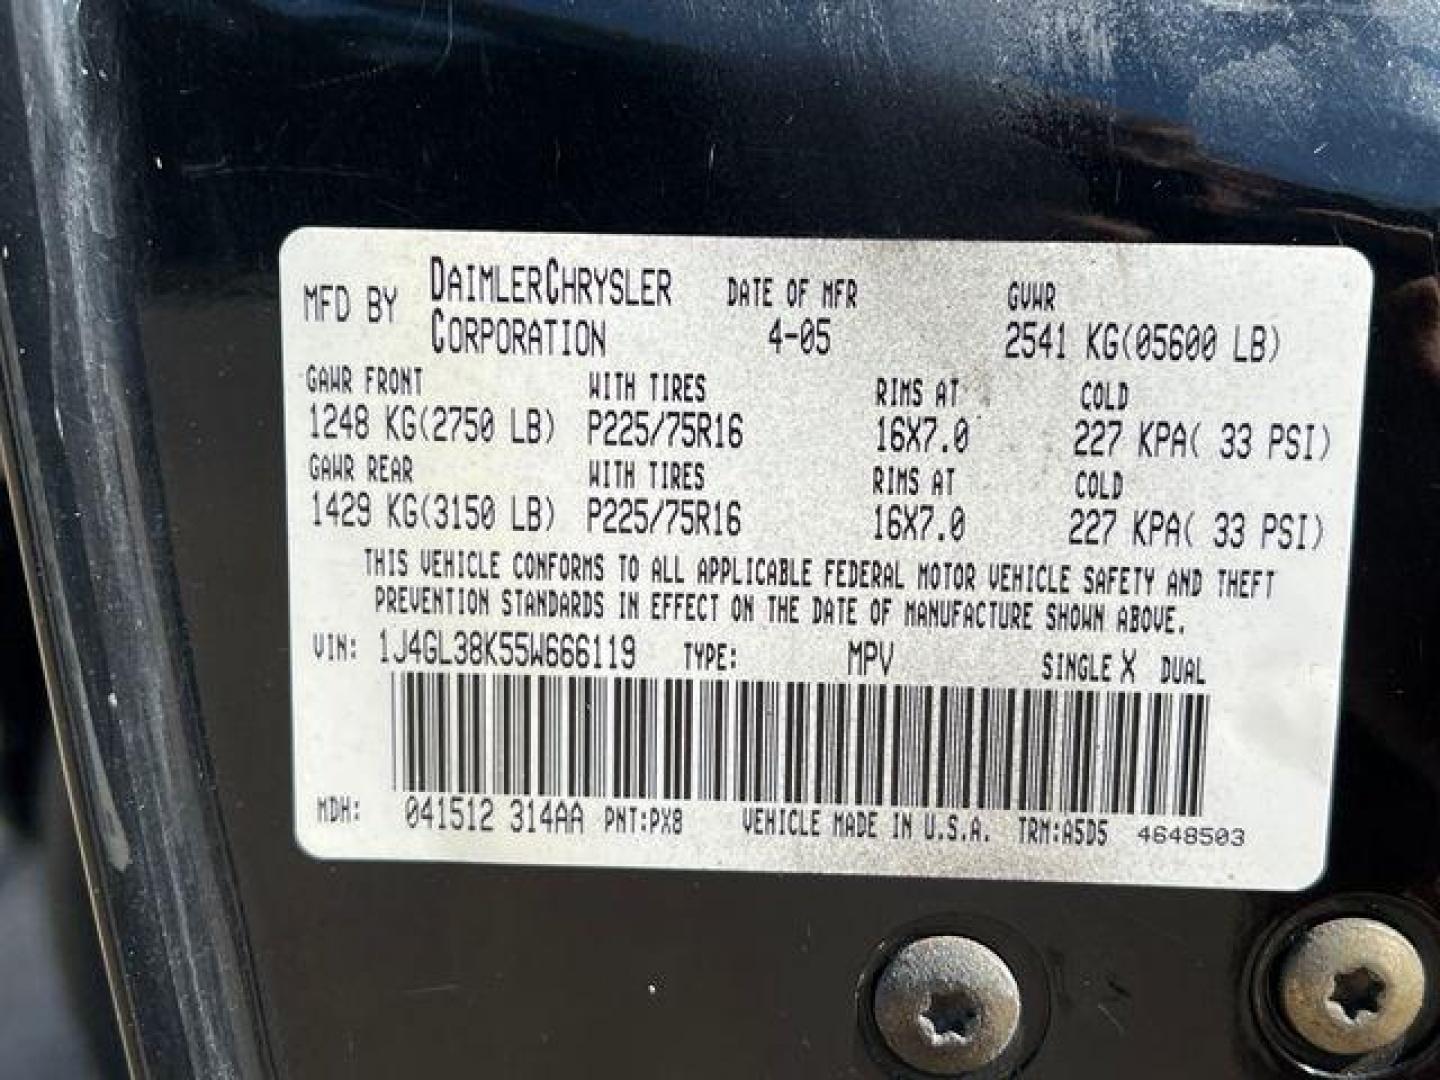 MFD BY DAIMLERCHRYSLER CORPORATION DATE OF MFR 4-05 GVWR 2541 KG(05600 LB)
GAWR FRONT WITH TIRES RIMS AT COLD
1248 KG(2750 LB) P225/75R16 16X7.0 227 KPA( 33 PSI)
GAWR REAR WITH TIRES RIMS AT COLD
1429 KG(3150 LB) P225/75R16 16X7.0 227 KPA( 33 PSI)
THIS VEHICLE CONFORMS TO ALL APPLICABLE FEDERAL MOTOR VEHICLE SAFETY AND THEFT
PREVENTION STANDARDS IN EFFECT ON THE DATE OF MANUFACTURE SHOWN ABOVE.
VIN: 1J4GL38K55W666119 TYPE: MPV SINGLE X DUAL
MDH: 041512 314AA PNT:PX8 VEHICLE MADE IN U.S.A. TRM:A5D5 4648503